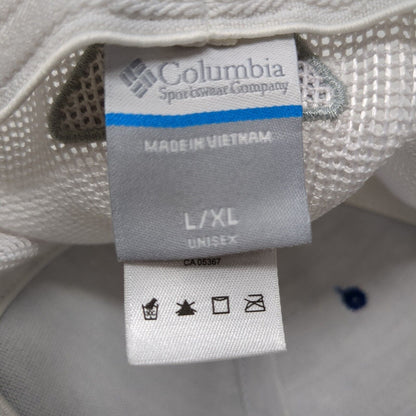 Columbia
Sportswear Company
MADE IN VIETNAM
L/XL
UNISEX
CA 05367